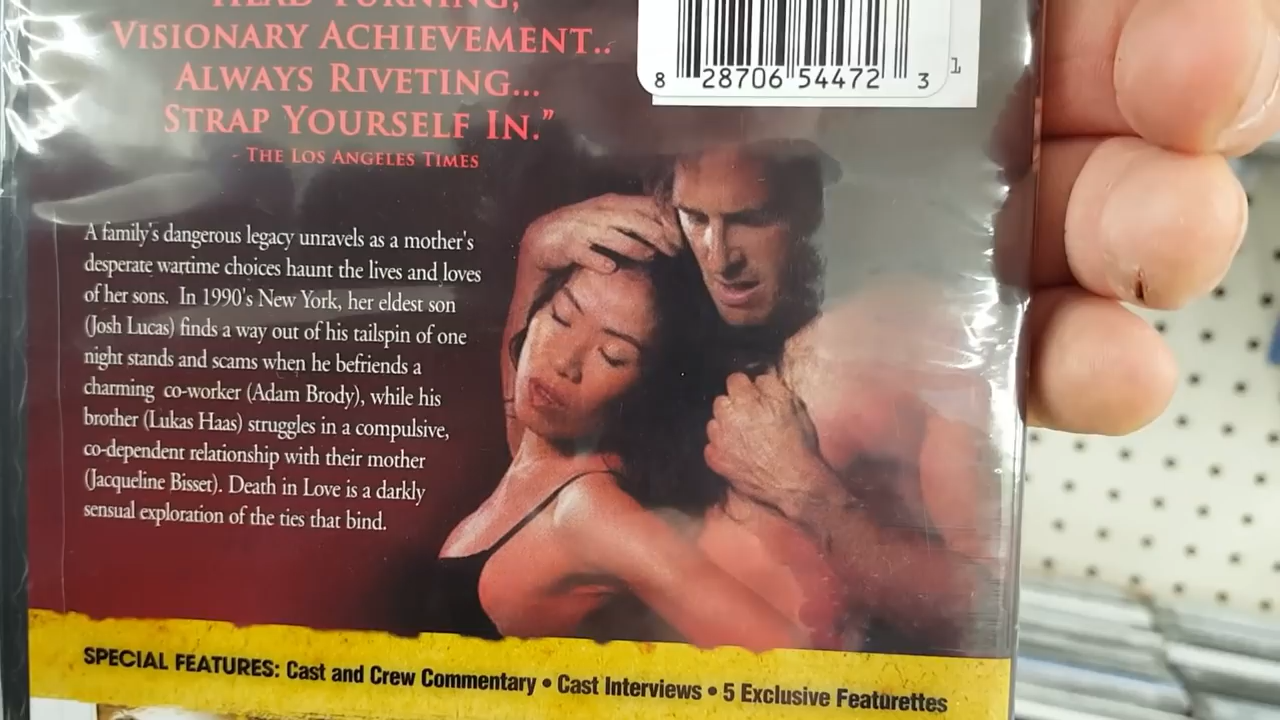 "HEAD-TURNING,
VISIONARY ACHIEVEMENT..
ALWAYS RIVETING...
STRAP YOURSELF IN."
- THE LOS ANGELES TIMES
8 28706 54472 3 1
A family's dangerous legacy unravels as a mother's
desperate wartime choices haunt the lives and loves
of her sons. In 1990's New York, her eldest son
(Josh Lucas) finds a way out of his tailspin of one
night stands and scams when he befriends a
charming co-worker (Adam Brody), while his
brother (Lukas Haas) struggles in a compulsive,
co-dependent relationship with their mother
(Jacqueline Bisset). Death in Love is a darkly
sensual exploration of the ties that bind.
SPECIAL FEATURES: Cast and Crew Commentary • Cast Interviews • 5 Exclusive Featurettes